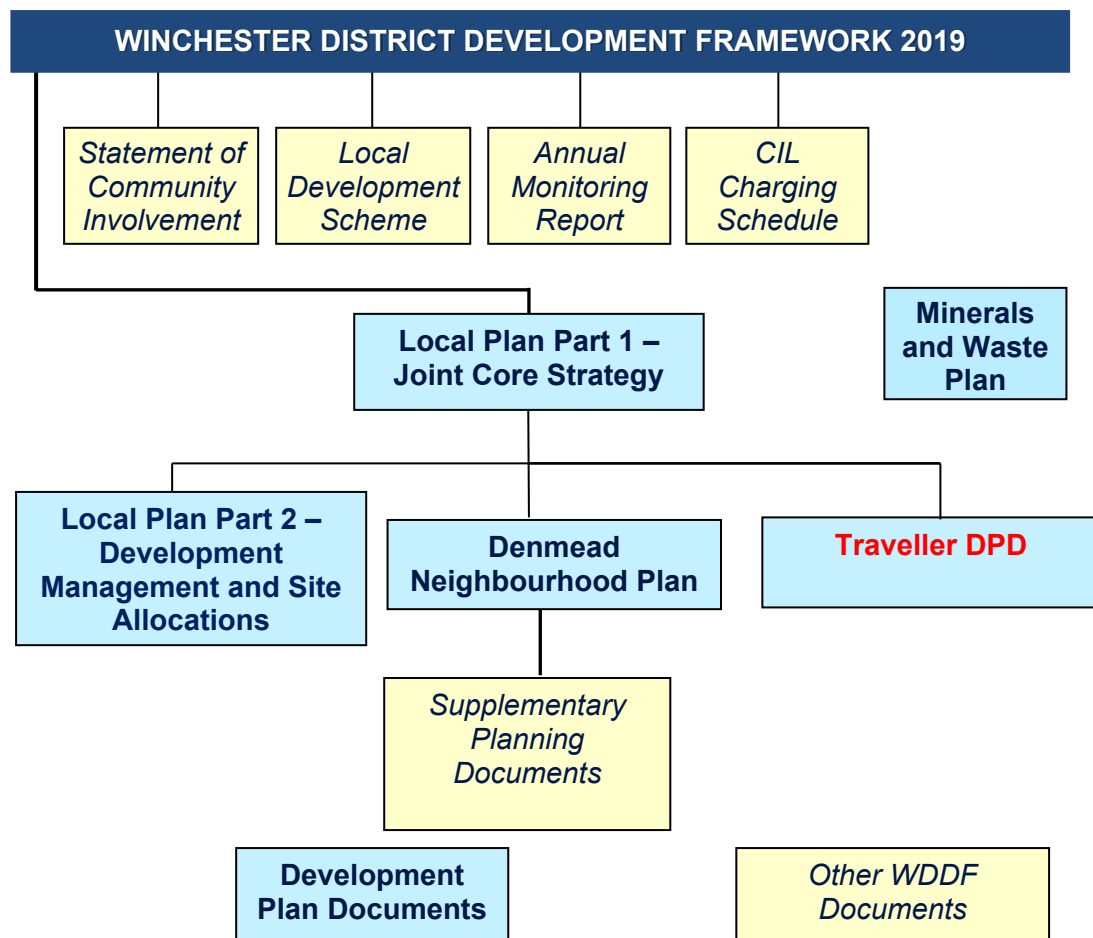 WINCHESTER DISTRICT DEVELOPMENT FRAMEWORK 2019
Statement of
Community
Involvement
Local
Development
Scheme
Annual
Monitoring
Report
CIL
Charging
Schedule
Local Plan Part 1 –
Joint Core Strategy
Minerals
and Waste
Plan
Local Plan Part 2 –
Development
Management and Site
Allocations
Denmead
Neighbourhood Plan
Traveller DPD
Supplementary
Planning
Documents
Development
Plan Documents
Other WDDF
Documents